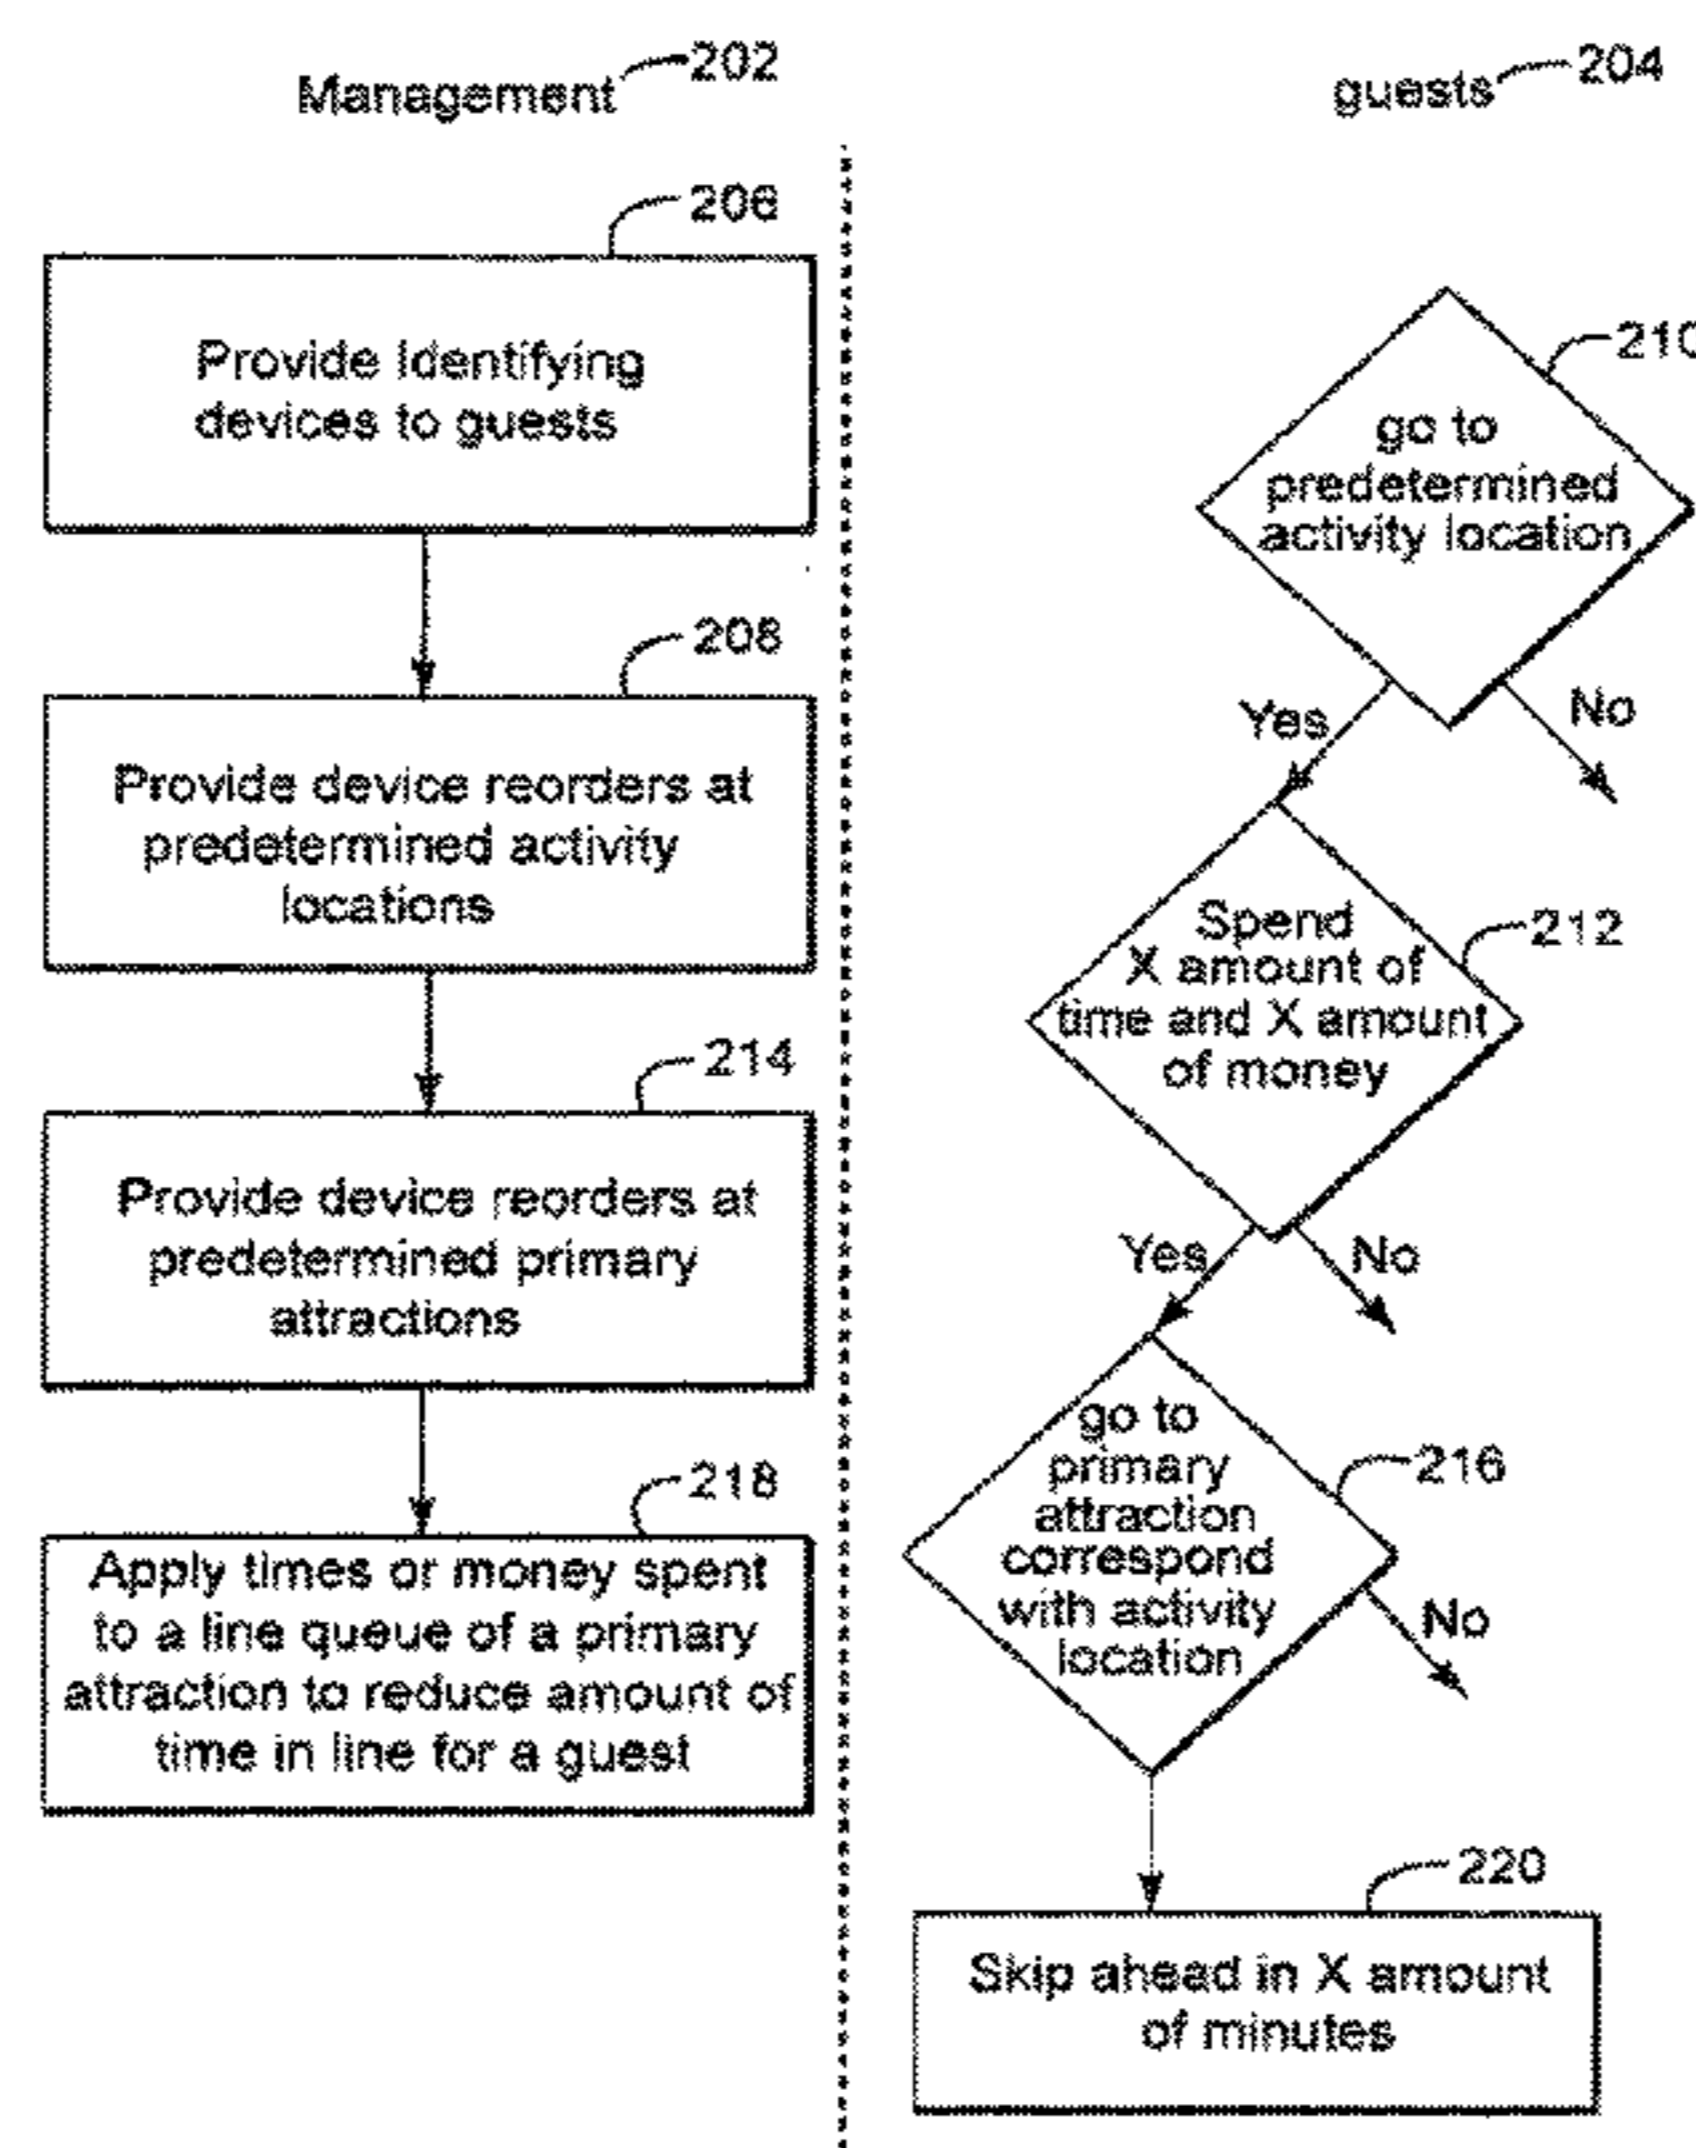 Management 202
206
Provide Identifying
devices to guests
208
Provide device reorders at
predetermined activity
locations
214
Provide device reorders at
predetermined primary
attractions
218
Apply times or money spent
to a line queue of a primary
attraction to reduce amount of
time in line for a guest
guests 204
210
go to
predetermined
activity location
Yes
No
212
Spend
X amount of
time and X amount
of money
Yes
No
216
go to
primary
attraction
correspond
with activity
location
No
220
Skip ahead in X amount
of minutes